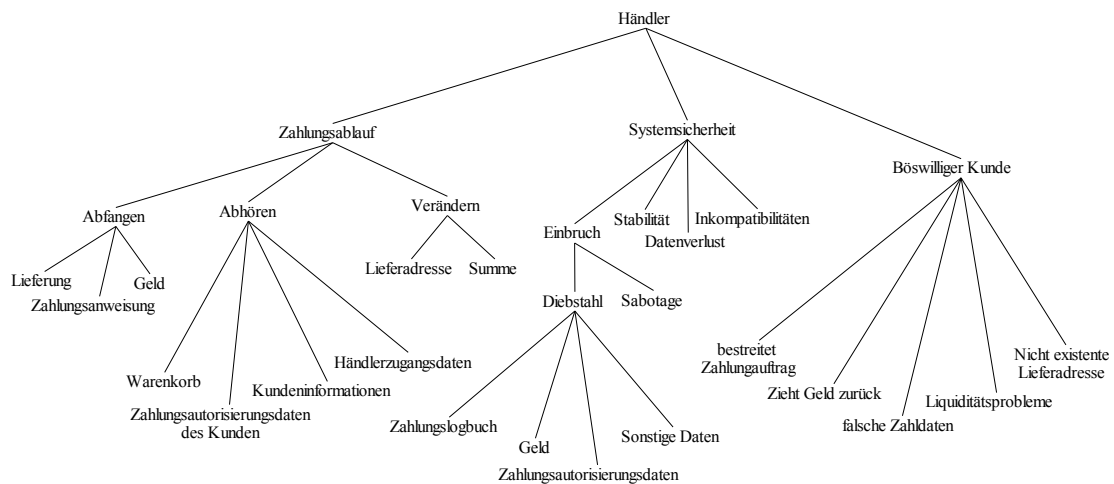 Händler
Zahlungsablauf
Systemsicherheit
Böswilliger Kunde
Abfangen
Abhören
Verändern
Einbruch
Stabilität
Inkompatibilitäten
Datenverlust
Lieferung
Geld
Zahlungsanweisung
Lieferadresse
Summe
Diebstahl
Sabotage
Warenkorb
Händlerzugangsdaten
Kundeninformationen
Zahlungsautorisierungsdaten
des Kunden
Zahlungslogbuch
Geld
Sonstige Daten
Zahlungsautorisierungsdaten
bestreitet
Zahlungauftrag
Zieht Geld zurück
falsche Zahldaten
Liquiditätsprobleme
Nicht existente
Lieferadresse